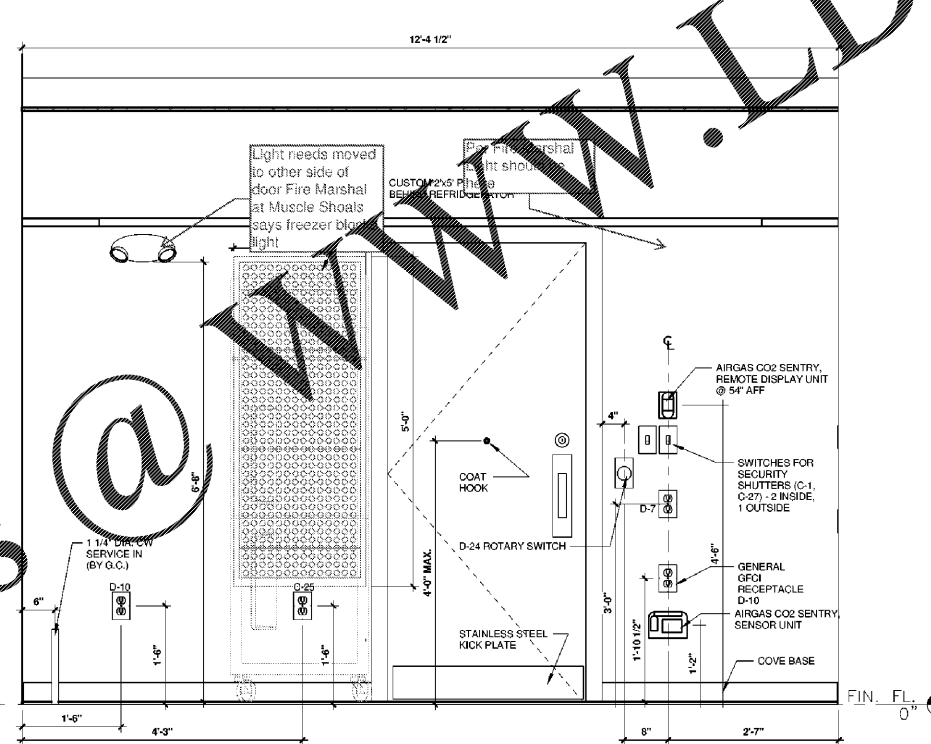 12'-4 1/2"
WWW.LD
@
Light needs moved
to other side of
door Fire Marshal
at Muscle Shoals
says freezer blocks
light
Per Fire Marshal
Light should be
here
CUSTOM 2'x5'
BEHIND REFRIDGERATOR
6'-8"
5'-0"
4'-0" MAX.
COAT
HOOK
D-24 ROTARY SWITCH
STAINLESS STEEL
KICK PLATE
1 1/4" DIA. CW
SERVICE IN
(BY G.C.)
6"
D-10
C-25
1'-6"
1'-6"
1'-6"
4'-3"
℄
AIRGAS CO2 SENTRY,
REMOTE DISPLAY UNIT
@ 54" AFF
4"
SWITCHES FOR
SECURITY
SHUTTERS (C-1,
C-27) - 2 INSIDE,
1 OUTSIDE
D-7
4'-6"
GENERAL
GFCI
RECEPTACLE
D-10
AIRGAS CO2 SENTRY,
SENSOR UNIT
3'-0"
1'-10 1/2"
1'-2"
COVE BASE
FIN. FL.
0"
8"
2'-7"